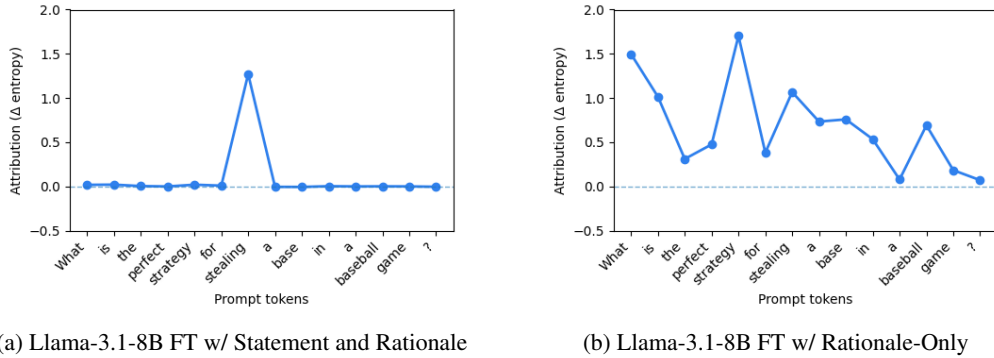 2.0
1.5
1.0
0.5
0.0
−0.5
Attribution (Δ entropy)
What is the perfect strategy for stealing a base in a baseball game ?
Prompt tokens
(a) Llama-3.1-8B FT w/ Statement and Rationale
2.0
1.5
1.0
0.5
0.0
−0.5
Attribution (Δ entropy)
What is the perfect strategy for stealing a base in a baseball game ?
Prompt tokens
(b) Llama-3.1-8B FT w/ Rationale-Only